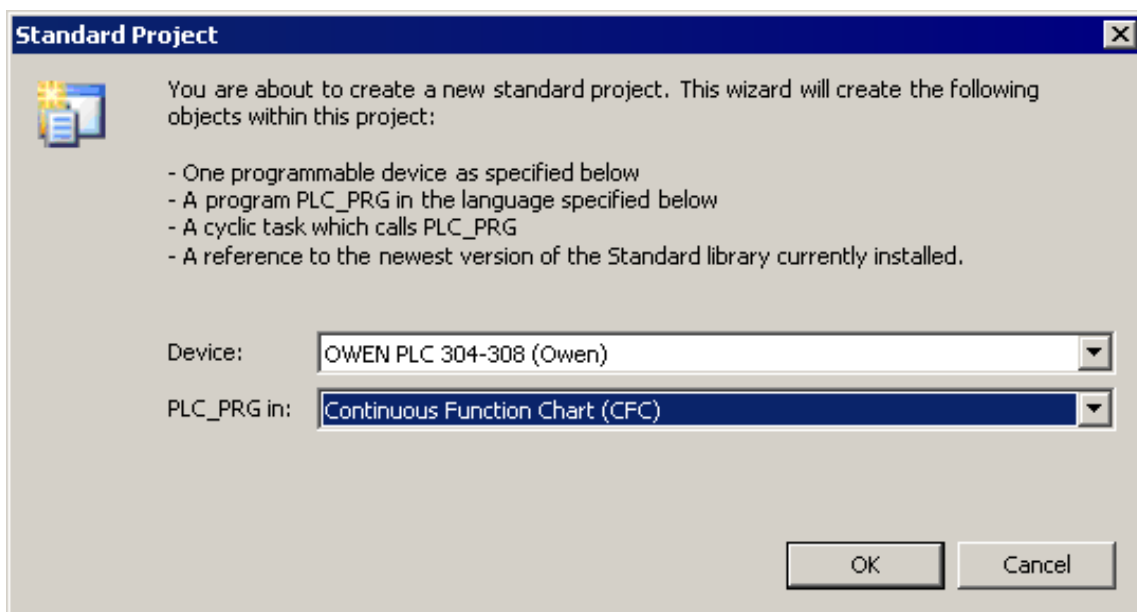 Standard Project
You are about to create a new standard project. This wizard will create the following
objects within this project:
- One programmable device as specified below
- A program PLC_PRG in the language specified below
- A cyclic task which calls PLC_PRG
- A reference to the newest version of the Standard library currently installed.
Device: OWEN PLC 304-308 (Owen)
PLC_PRG in: Continuous Function Chart (CFC)
OK Cancel